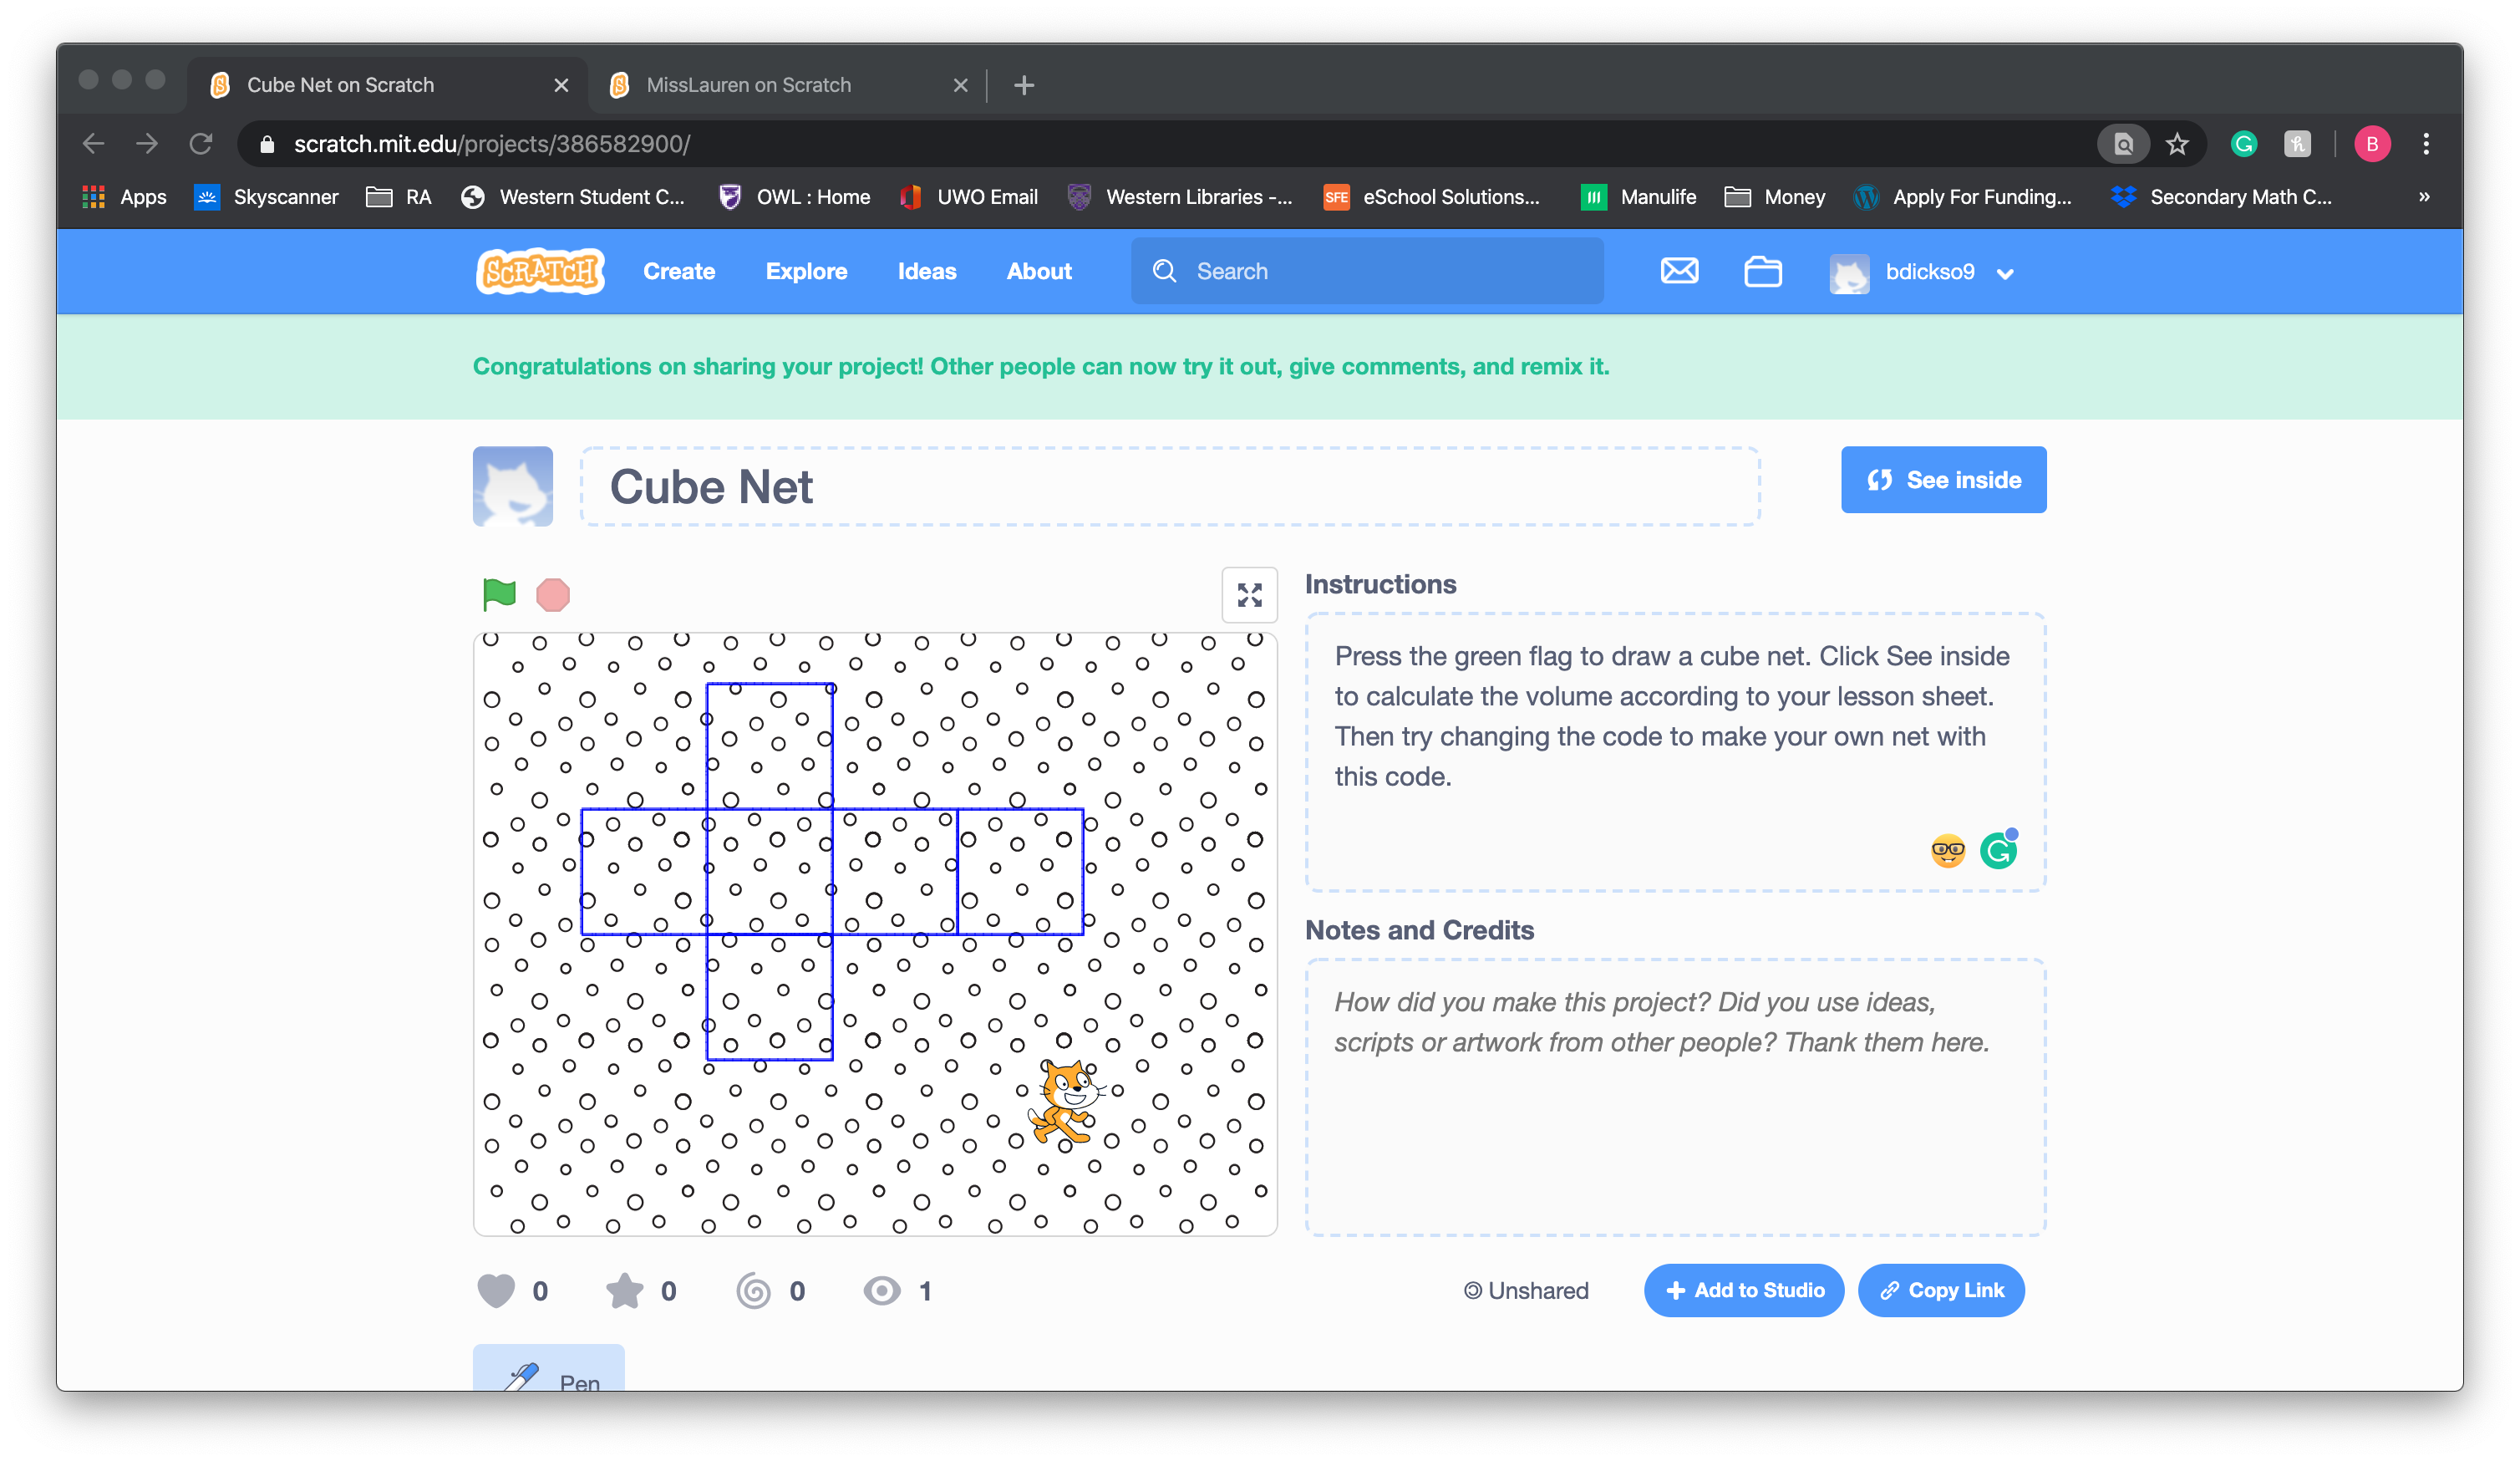 Cube Net on Scratch
MissLauren on Scratch
scratch.mit.edu/projects/386582900/
B
Apps Skyscanner RA Western Student C... OWL : Home UWO Email Western Libraries -... SFE eSchool Solutions... Manulife Money Apply For Funding... Secondary Math C... »
SCRATCH Create Explore Ideas About Search bdickso9
Congratulations on sharing your project! Other people can now try it out, give comments, and remix it.
Cube Net
See inside
Instructions
Press the green flag to draw a cube net. Click See inside
to calculate the volume according to your lesson sheet.
Then try changing the code to make your own net with
this code.
Notes and Credits
How did you make this project? Did you use ideas,
scripts or artwork from other people? Thank them here.
0 0 0 1
Unshared
Add to Studio
Copy Link
Pen